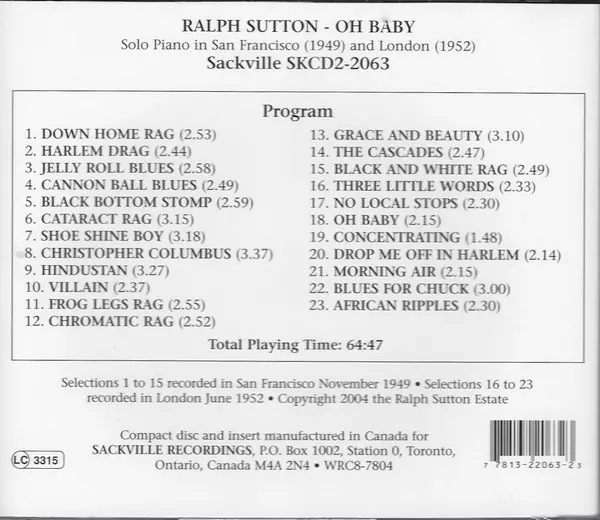 RALPH SUTTON - OH BABY
Solo Piano in San Francisco (1949) and London (1952)
Sackville SKCD2-2063
Program
1. DOWN HOME RAG (2.53)
2. HARLEM DRAG (2.44)
3. JELLY ROLL BLUES (2.58)
4. CANNON BALL BLUES (2.49)
5. BLACK BOTTOM STOMP (2.59)
6. CATARACT RAG (3.15)
7. SHOE SHINE BOY (3.18)
8. CHRISTOPHER COLUMBUS (3.37)
9. HINDUSTAN (3.27)
10. VILLAIN (2.37)
11. FROG LEGS RAG (2.55)
12. CHROMATIC RAG (2.52)
13. GRACE AND BEAUTY (3.10)
14. THE CASCADES (2.47)
15. BLACK AND WHITE RAG (2.49)
16. THREE LITTLE WORDS (2.33)
17. NO LOCAL STOPS (2.30)
18. OH BABY (2.15)
19. CONCENTRATING (1.48)
20. DROP ME OFF IN HARLEM (2.14)
21. MORNING AIR (2.15)
22. BLUES FOR CHUCK (3.00)
23. AFRICAN RIPPLES (2.30)
Total Playing Time: 64:47
Selections 1 to 15 recorded in San Francisco November 1949 • Selections 16 to 23
recorded in London June 1952 • Copyright 2004 the Ralph Sutton Estate
Compact disc and insert manufactured in Canada for
SACKVILLE RECORDINGS, P.O. Box 1002, Station 0, Toronto,
Ontario, Canada M4A 2N4 • WRC8-7804
LC 3315
7 7813-22063-2 3